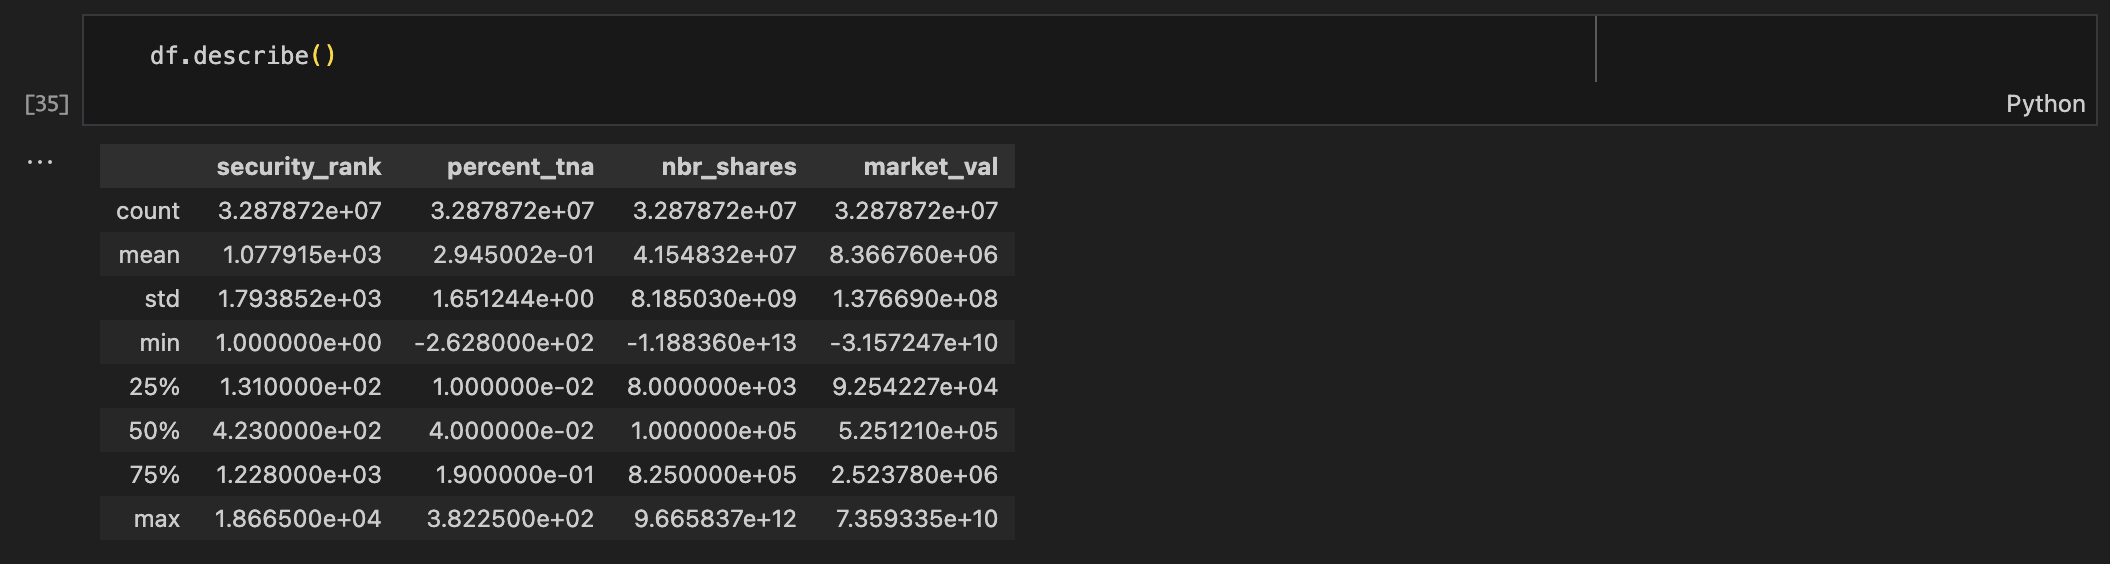 df.describe()
[35]
Python
...
security_rank percent_tna nbr_shares market_val
count 3.287872e+07 3.287872e+07 3.287872e+07 3.287872e+07
mean 1.077915e+03 2.945002e-01 4.154832e+07 8.366760e+06
std 1.793852e+03 1.651244e+00 8.185030e+09 1.376690e+08
min 1.000000e+00 -2.628000e+02 -1.188360e+13 -3.157247e+10
25% 1.310000e+02 1.000000e-02 8.000000e+03 9.254227e+04
50% 4.230000e+02 4.000000e-02 1.000000e+05 5.251210e+05
75% 1.228000e+03 1.900000e-01 8.250000e+05 2.523780e+06
max 1.866500e+04 3.822500e+02 9.665837e+12 7.359335e+10